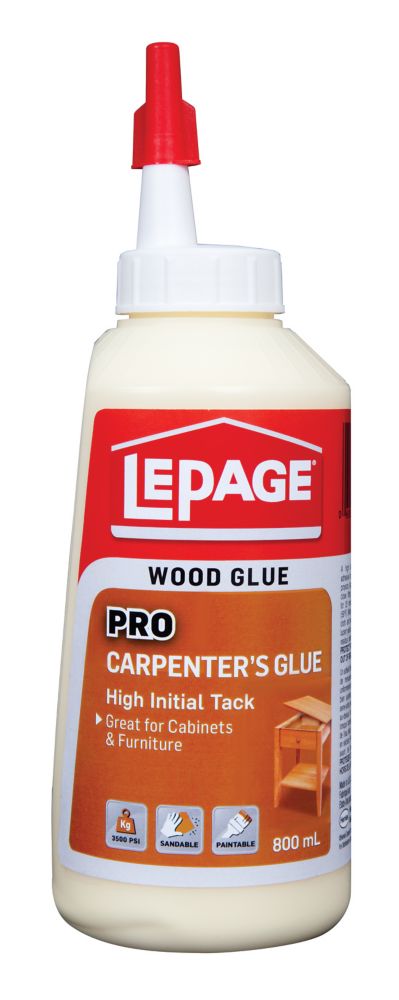 LEPAGE®
WOOD GLUE
PRO
CARPENTER'S GLUE
High Initial Tack
Great for Cabinets
& Furniture
Kg
3500 PSI
SANDABLE
PAINTABLE
800 mL